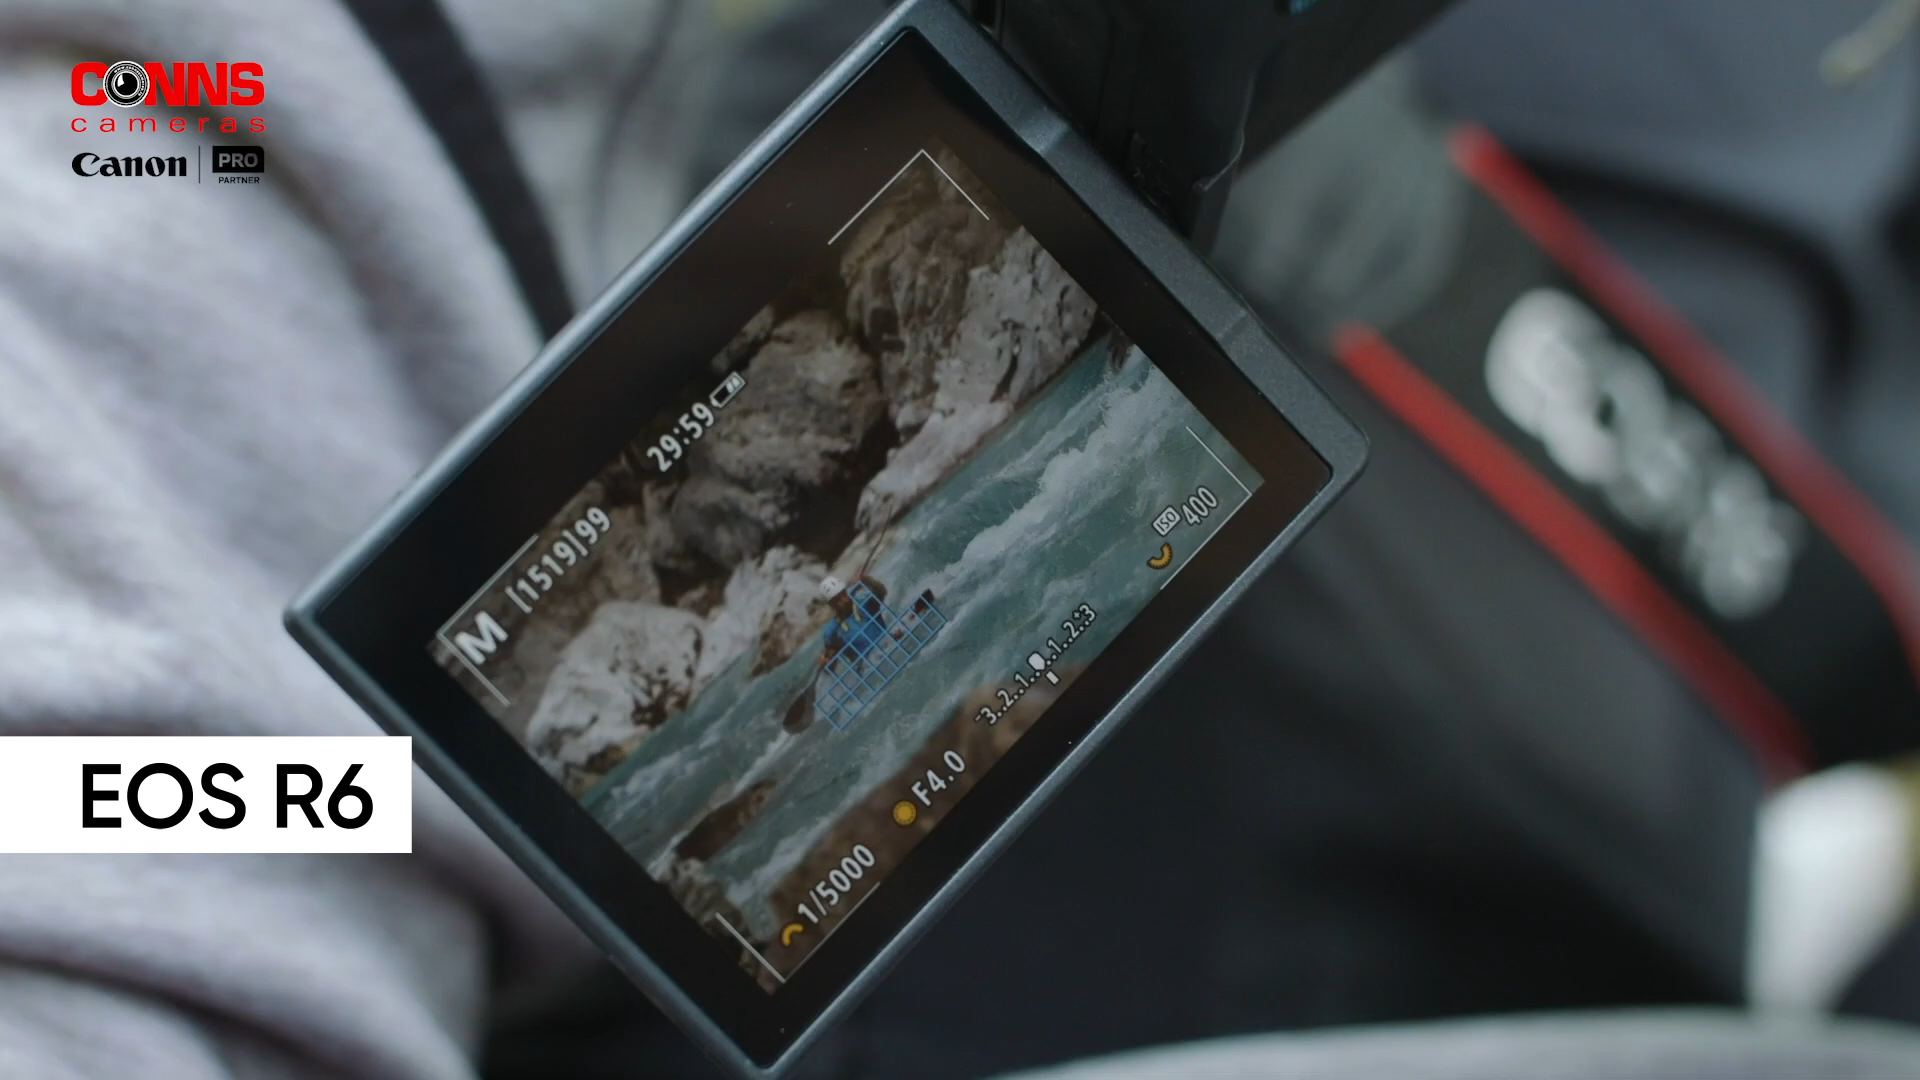 CONNS
cameras
Canon | PRO
PARTNER
M [1519]99
29:59
ISO 400
-3..2..1..0..1..2..+3
F4.0
1/5000
EOS R6